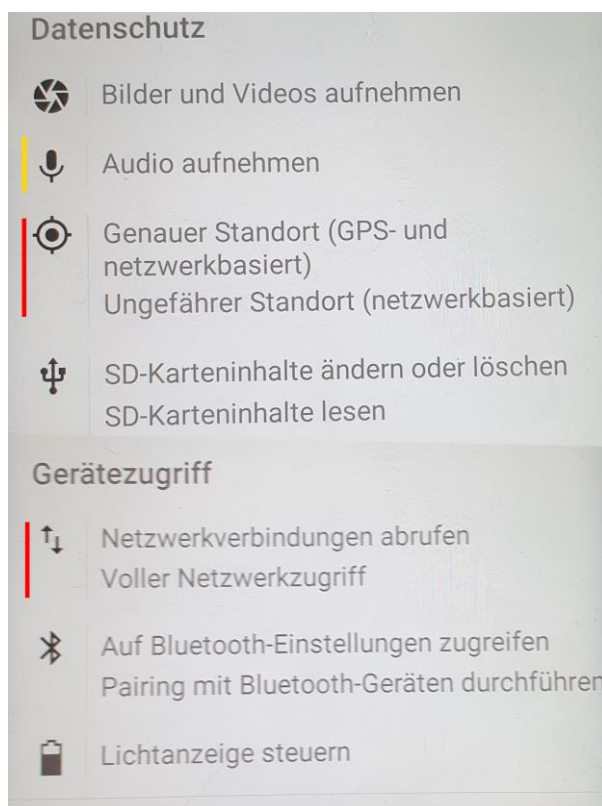 Datenschutz
Bilder und Videos aufnehmen
Audio aufnehmen
Genauer Standort (GPS- und
netzwerkbasiert)
Ungefährer Standort (netzwerkbasiert)
SD-Karteninhalte ändern oder löschen
SD-Karteninhalte lesen
Gerätezugriff
Netzwerkverbindungen abrufen
Voller Netzwerkzugriff
Auf Bluetooth-Einstellungen zugreifen
Pairing mit Bluetooth-Geräten durchführen
Lichtanzeige steuern